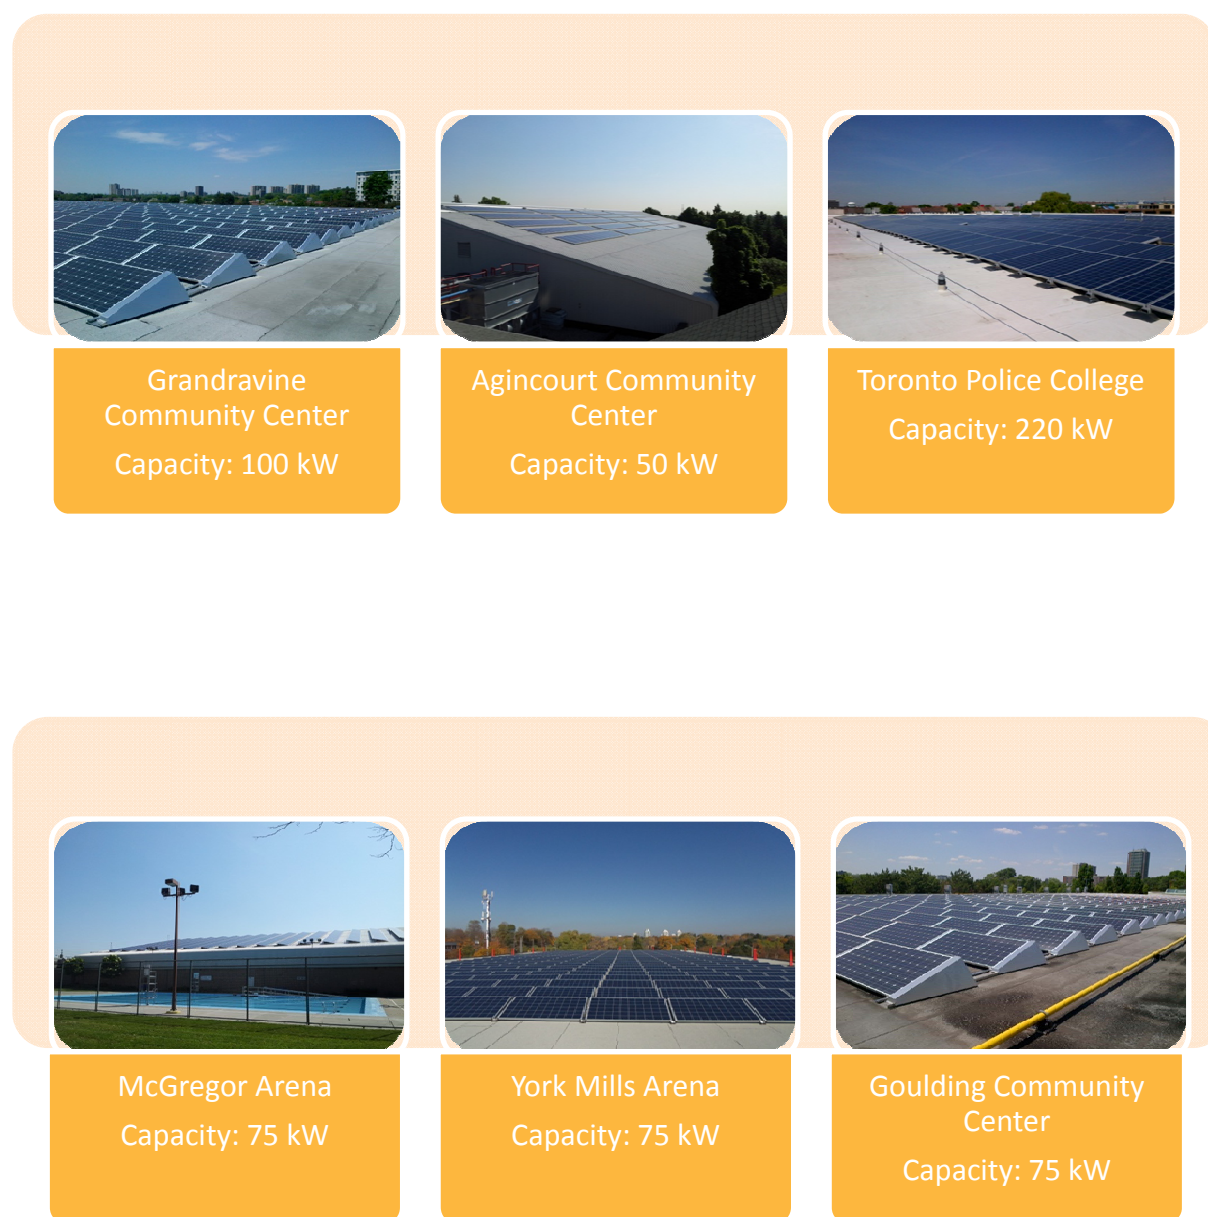 Grandravine
Community Center
Capacity: 100 kW
Agincourt Community
Center
Capacity: 50 kW
Toronto Police College
Capacity: 220 kW
McGregor Arena
Capacity: 75 kW
York Mills Arena
Capacity: 75 kW
Goulding Community
Center
Capacity: 75 kW